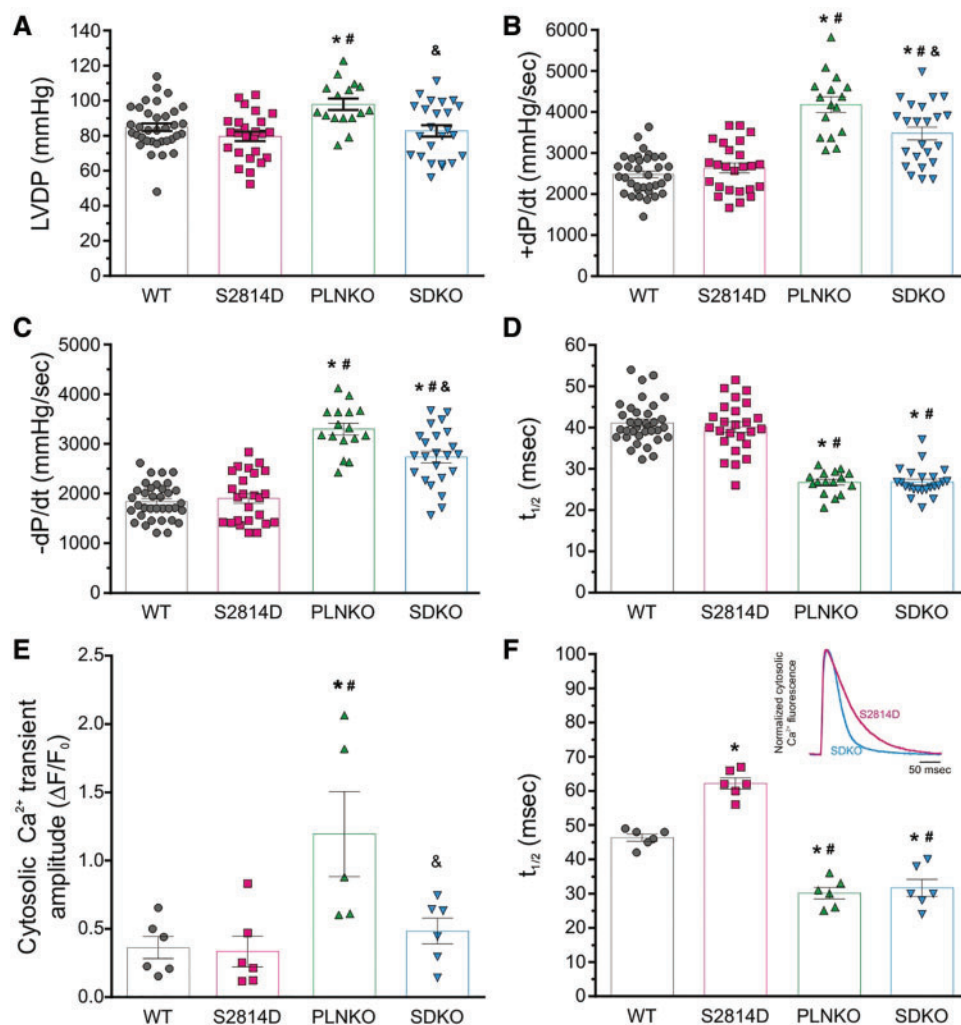 A
LVDP (mmHg)
140
120
100
80
60
40
20
0
* #
&
WT S2814D PLNKO SDKO
B
+dP/dt (mmHg/sec)
6000
5000
4000
3000
2000
1000
0
* #
* # &
WT S2814D PLNKO SDKO
C
-dP/dt (mmHg/sec)
5000
4000
3000
2000
1000
0
* #
* # &
WT S2814D PLNKO SDKO
D
t1/2 (msec)
60
50
40
30
20
10
0
* #
* #
WT S2814D PLNKO SDKO
E
Cytosolic Ca2+ transient
amplitude (ΔF/F0)
2.5
2.0
1.5
1.0
0.5
0.0
* #
&
WT S2814D PLNKO SDKO
F
t1/2 (msec)
100
90
80
70
60
50
40
30
20
10
0
*
* #
* #
Normalized cytosolic
Ca2+ fluorescence
S2814D
SDKO
50 msec
WT S2814D PLNKO SDKO